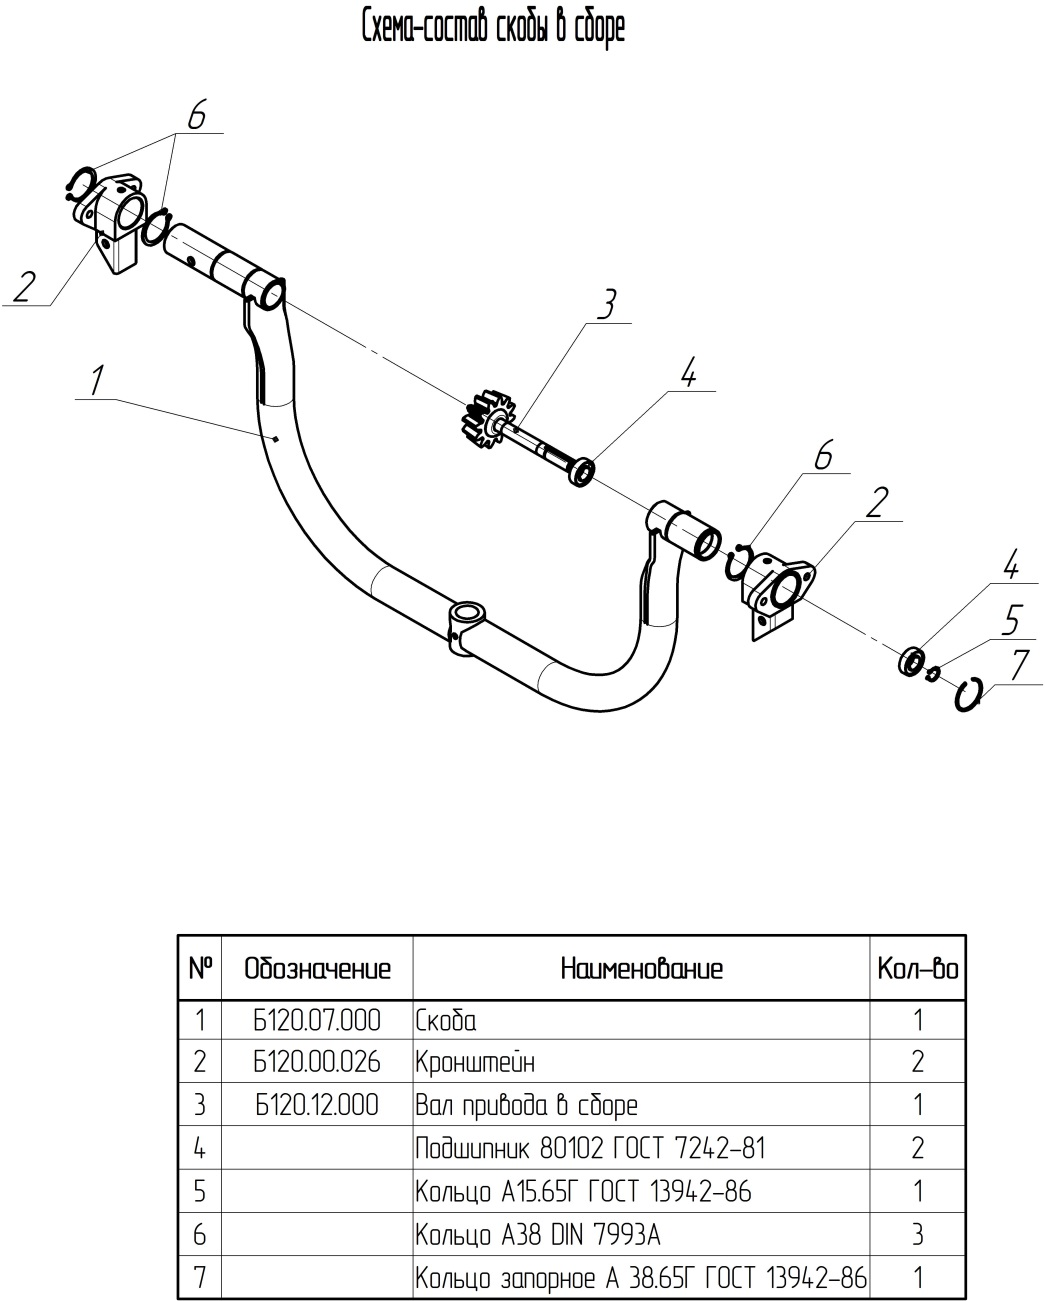 Схема-состав скобы в сборе
6
2
3
1
4
6
2
4
5
7
№ Обозначение Наименование Кол-во
1 Б120.07.000 Скоба 1
2 Б120.00.026 Кронштейн 2
3 Б120.12.000 Вал привода в сборе 1
4 Подшипник 80102 ГОСТ 7242-81 2
5 Кольцо А15.65Г ГОСТ 13942-86 1
6 Кольцо А38 DIN 7993А 3
7 Кольцо запорное А 38.65Г ГОСТ 13942-86 1